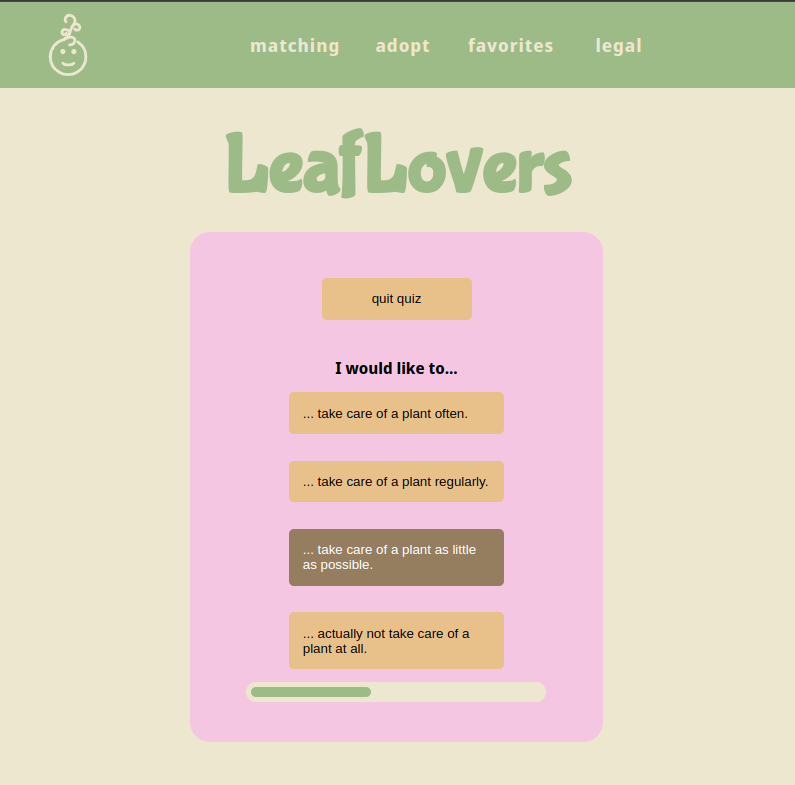 matching adopt favorites legal
LeafLovers
quit quiz
I would like to...
... take care of a plant often.
... take care of a plant regularly.
... take care of a plant as little
as possible.
... actually not take care of a
plant at all.